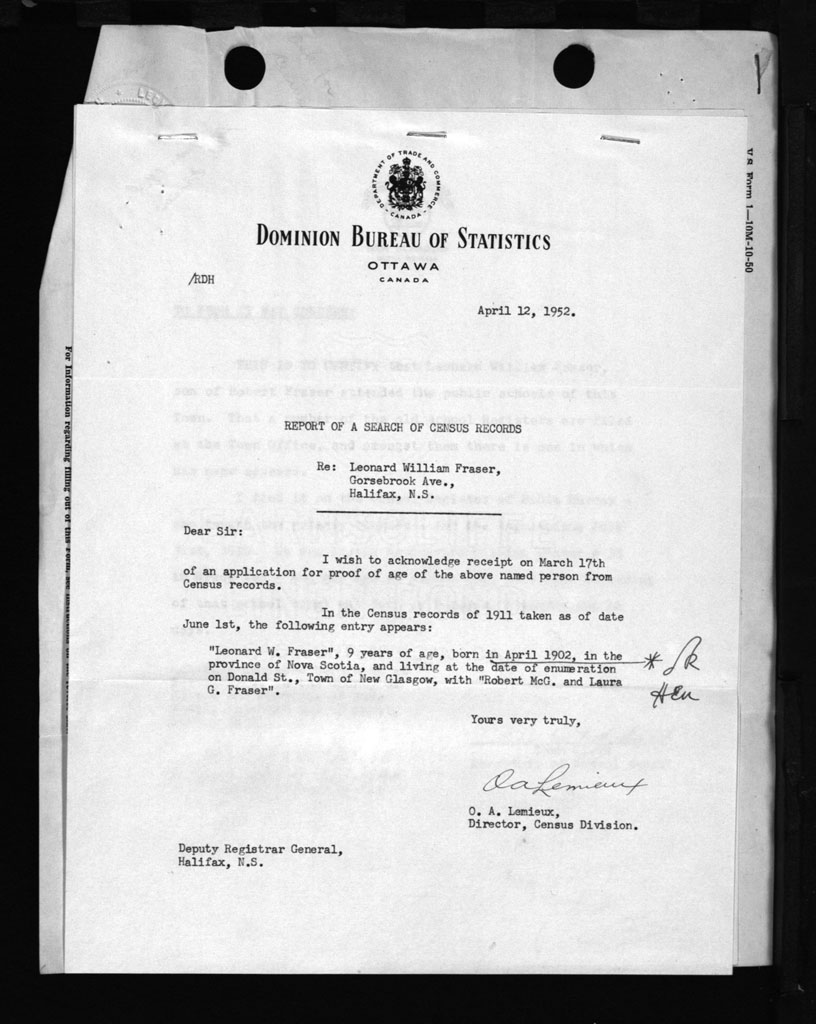 DEPARTMENT OF TRADE AND COMMERCE
- CANADA -
DOMINION BUREAU OF STATISTICS
OTTAWA
CANADA
/RDH
April 12, 1952.
REPORT OF A SEARCH OF CENSUS RECORDS
Re: Leonard William Fraser,
Gorsebrook Ave.,
Halifax, N.S.
Dear Sir:
I wish to acknowledge receipt on March 17th
of an application for proof of age of the above named person from
Census records.
In the Census records of 1911 taken as of date
June 1st, the following entry appears:
"Leonard W. Fraser", 9 years of age, born in April 1902, in the
province of Nova Scotia, and living at the date of enumeration
on Donald St., Town of New Glasgow, with "Robert McG. and Laura
G. Fraser".
Yours very truly,
O A Lemieux
O. A. Lemieux,
Director, Census Division.
Deputy Registrar General,
Halifax, N.S.
V.S. Form 1—10M-10-50
For Information regarding filling out of this Form, see